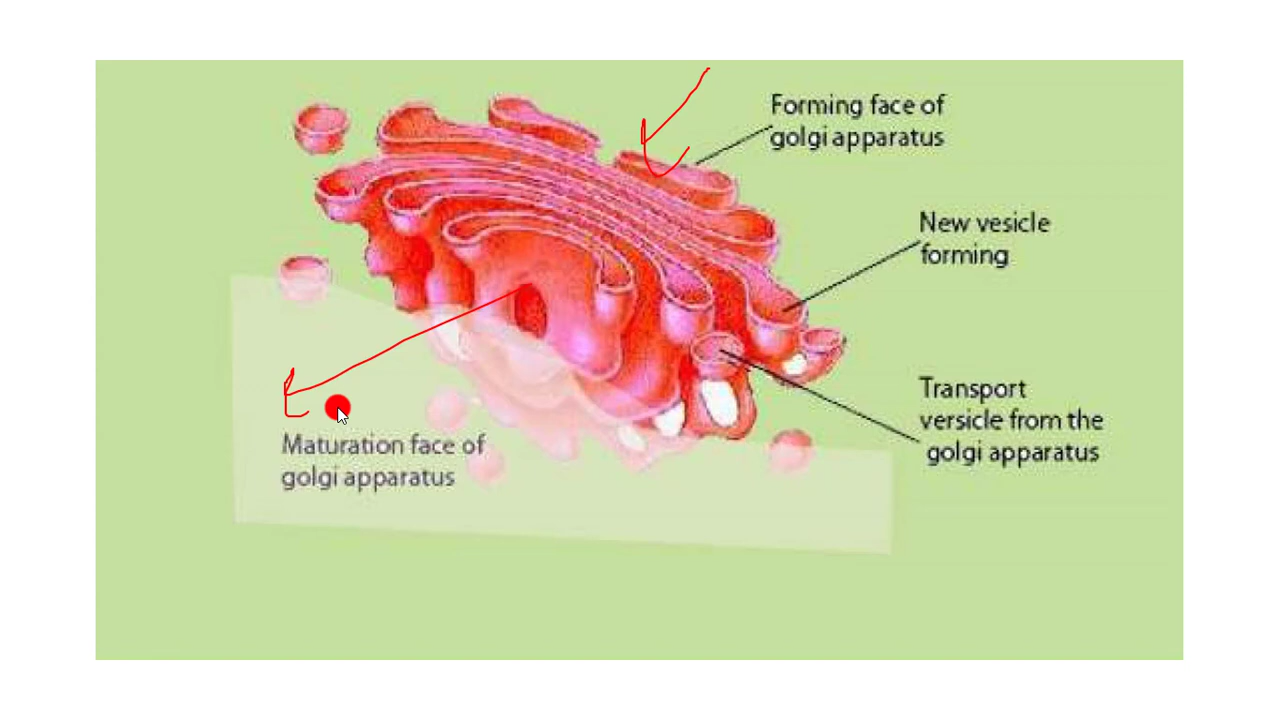 Forming face of
golgi apparatus
New vesicle
forming
Transport
versicle from the
golgi apparatus
Maturation face of
golgi apparatus